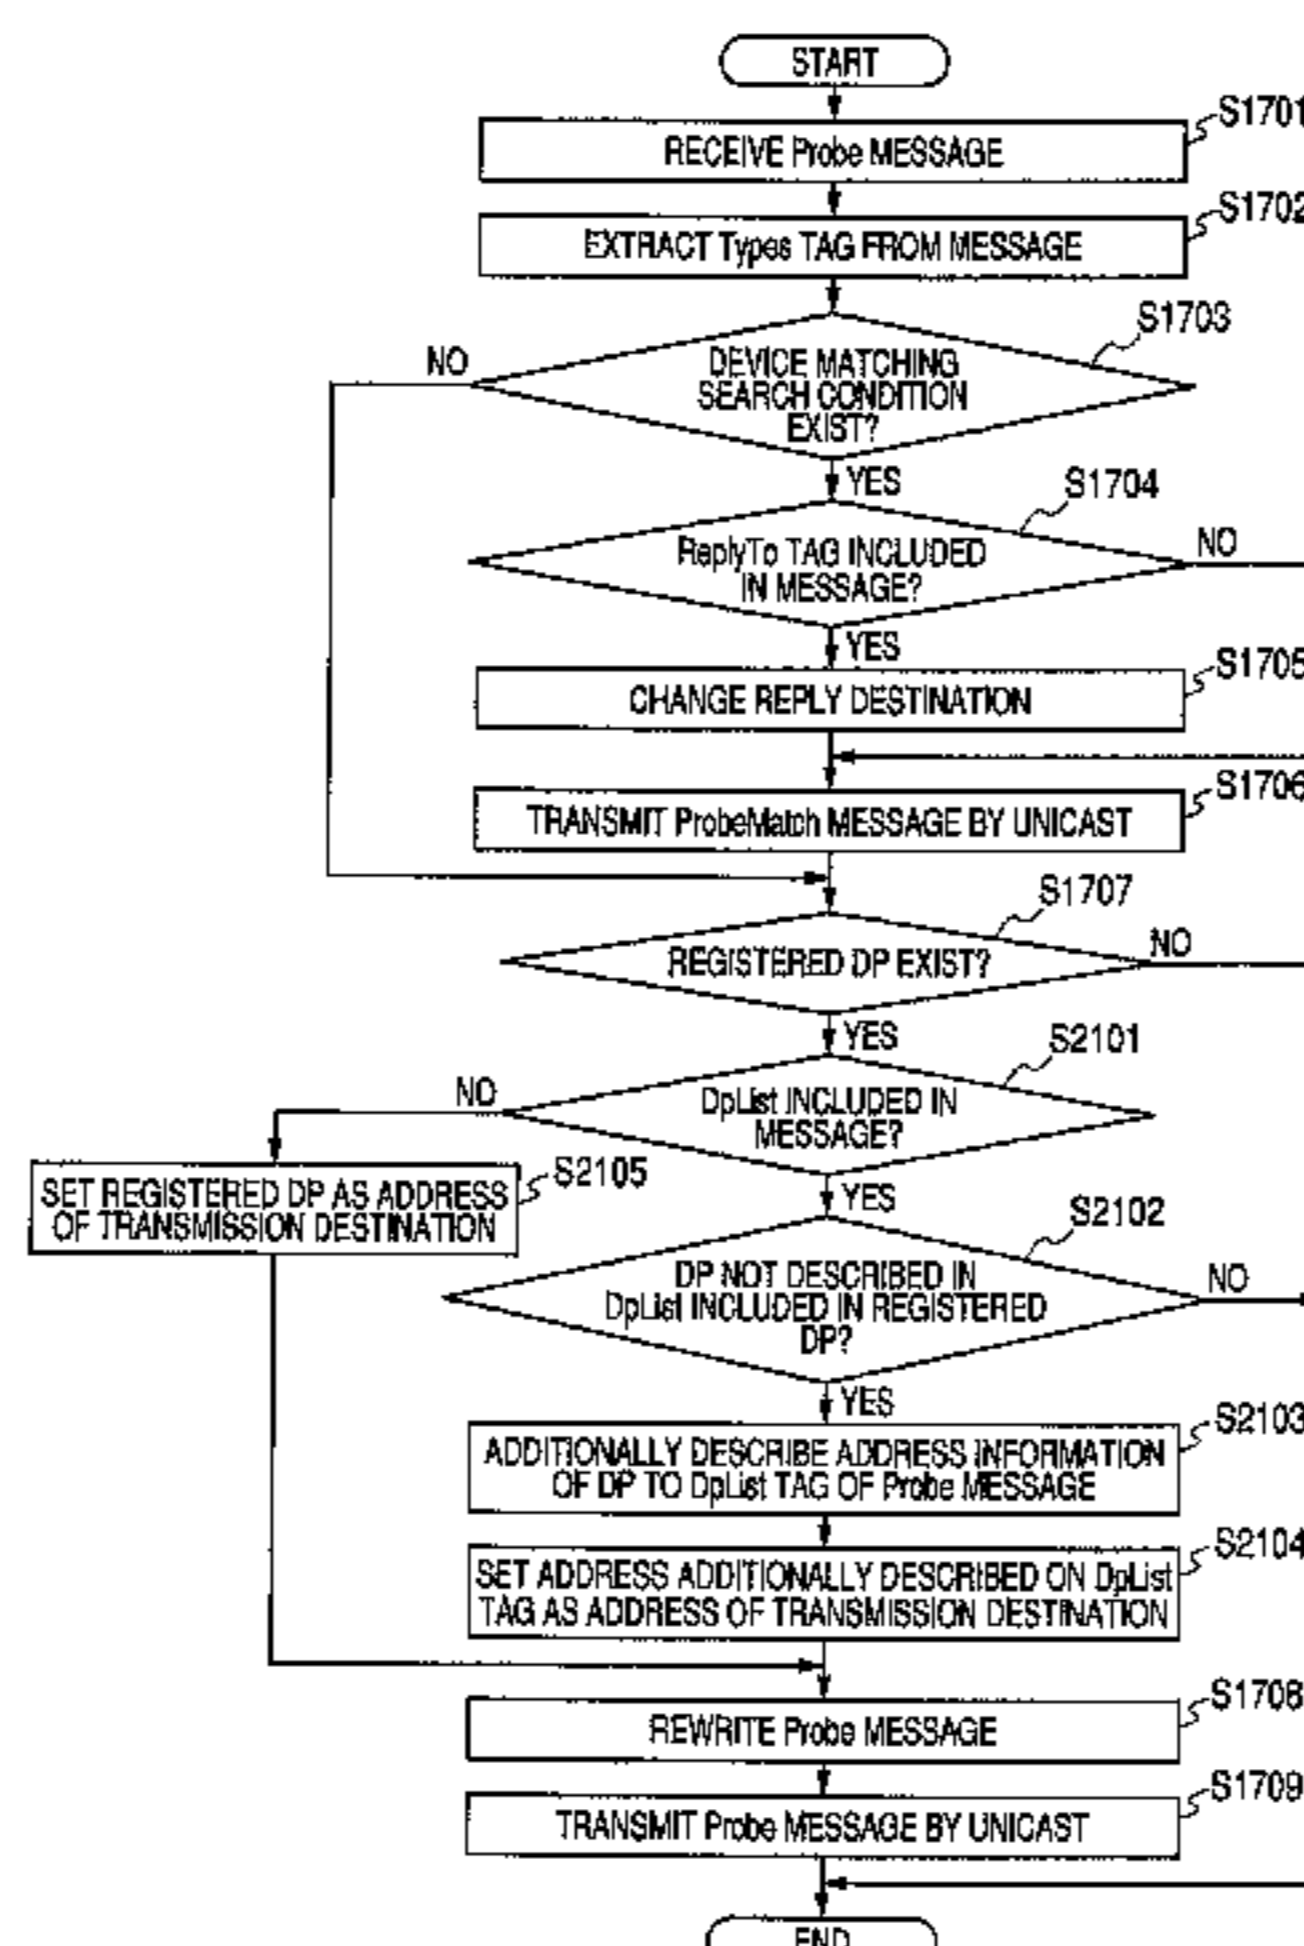 START
S1701
RECEIVE Probe MESSAGE
S1702
EXTRACT Types TAG FROM MESSAGE
S1703
NO
DEVICE MATCHING
SEARCH CONDITION
EXIST?
YES
S1704
ReplyTo TAG INCLUDED
IN MESSAGE?
NO
YES
S1705
CHANGE REPLY DESTINATION
S1706
TRANSMIT ProbeMatch MESSAGE BY UNICAST
S1707
REGISTERED DP EXIST?
NO
YES
S2101
NO
DpList INCLUDED IN
MESSAGE?
S2105
SET REGISTERED DP AS ADDRESS
OF TRANSMISSION DESTINATION
YES
S2102
DP NOT DESCRIBED IN
DpList INCLUDED IN REGISTERED
DP?
NO
YES
S2103
ADDITIONALLY DESCRIBE ADDRESS INFORMATION
OF DP TO DpList TAG OF Probe MESSAGE
S2104
SET ADDRESS ADDITIONALLY DESCRIBED ON DpList
TAG AS ADDRESS OF TRANSMISSION DESTINATION
S1708
REWRITE Probe MESSAGE
S1709
TRANSMIT Probe MESSAGE BY UNICAST
END